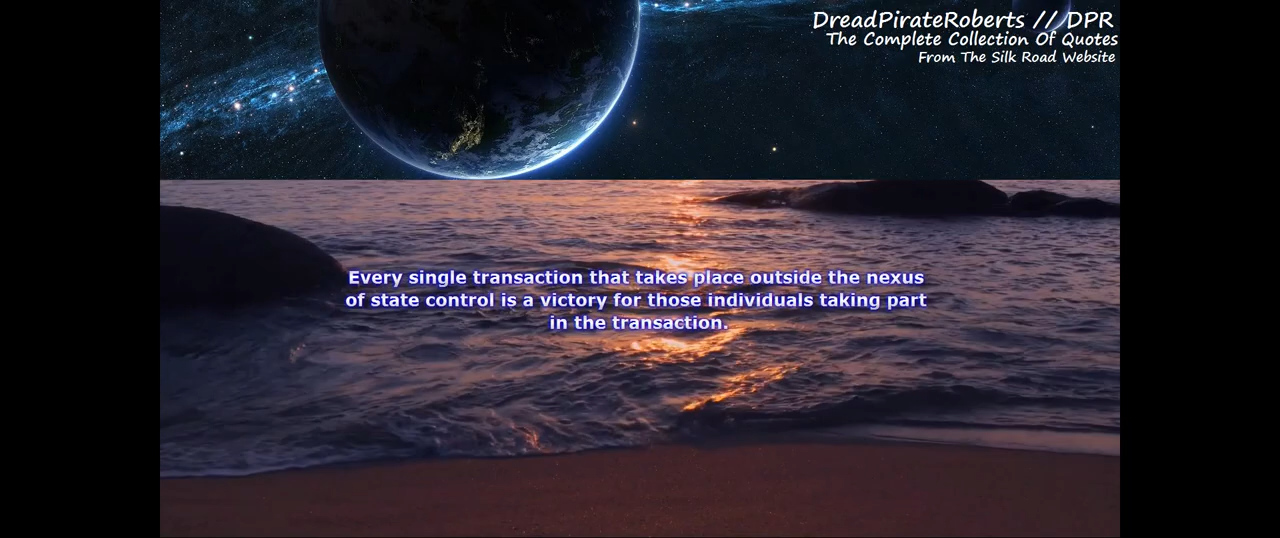 DreadPirateRoberts // DPR
The Complete Collection Of Quotes
From The Silk Road Website
Every single transaction that takes place outside the nexus
of state control is a victory for those individuals taking part
in the transaction.